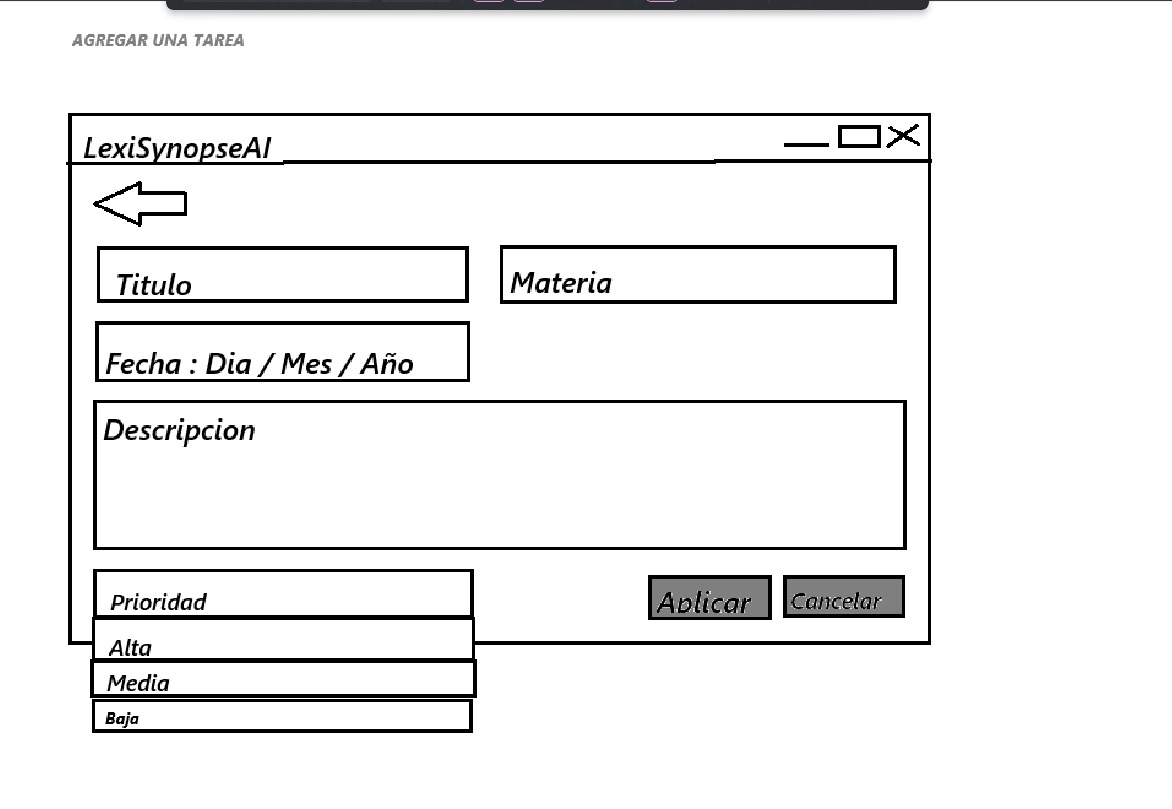 AGREGAR UNA TAREA
LexiSynopseAI
Titulo
Materia
Fecha : Dia / Mes / Año
Descripcion
Prioridad
Aplicar
Cancelar
Alta
Media
Baja